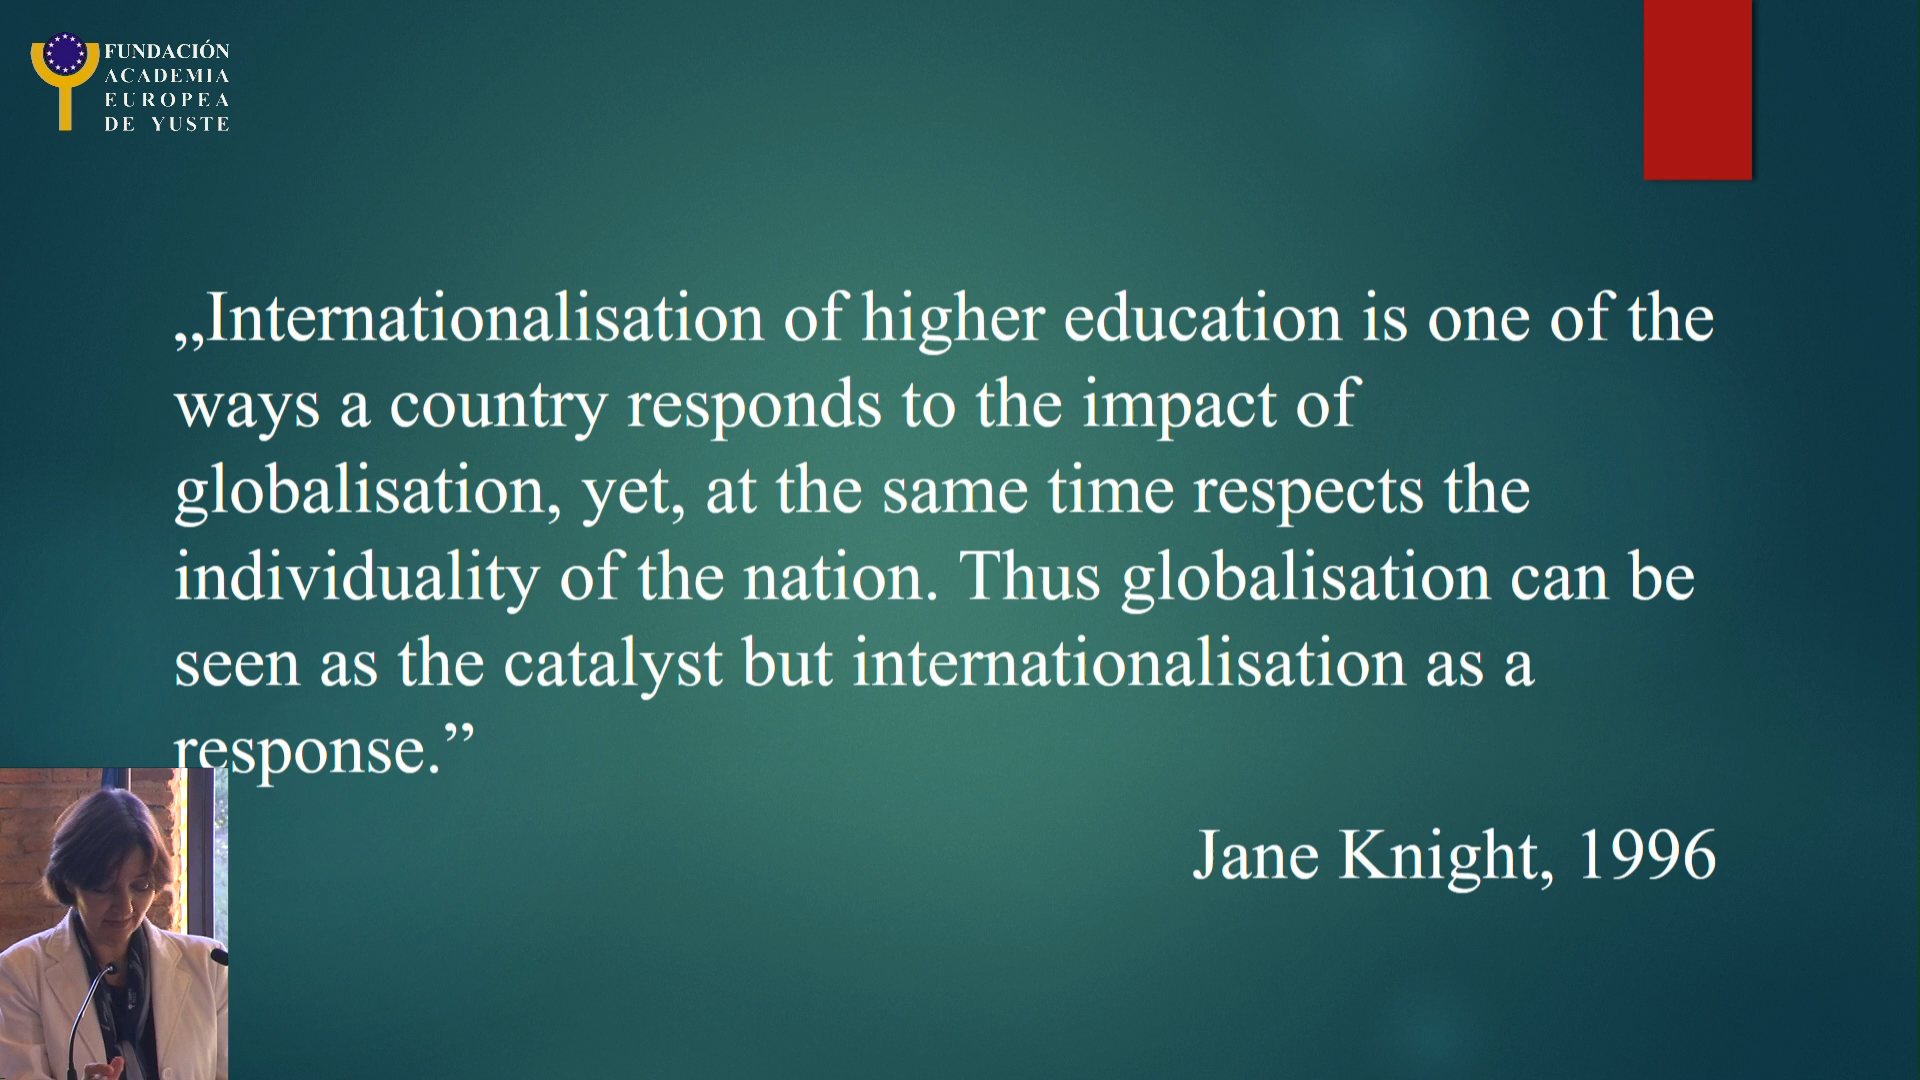 FUNDACIÓN
ACADEMIA
EUROPEA
DE YUSTE
„Internationalisation of higher education is one of the
ways a country responds to the impact of
globalisation, yet, at the same time respects the
individuality of the nation. Thus globalisation can be
seen as the catalyst but internationalisation as a
response.”
Jane Knight, 1996